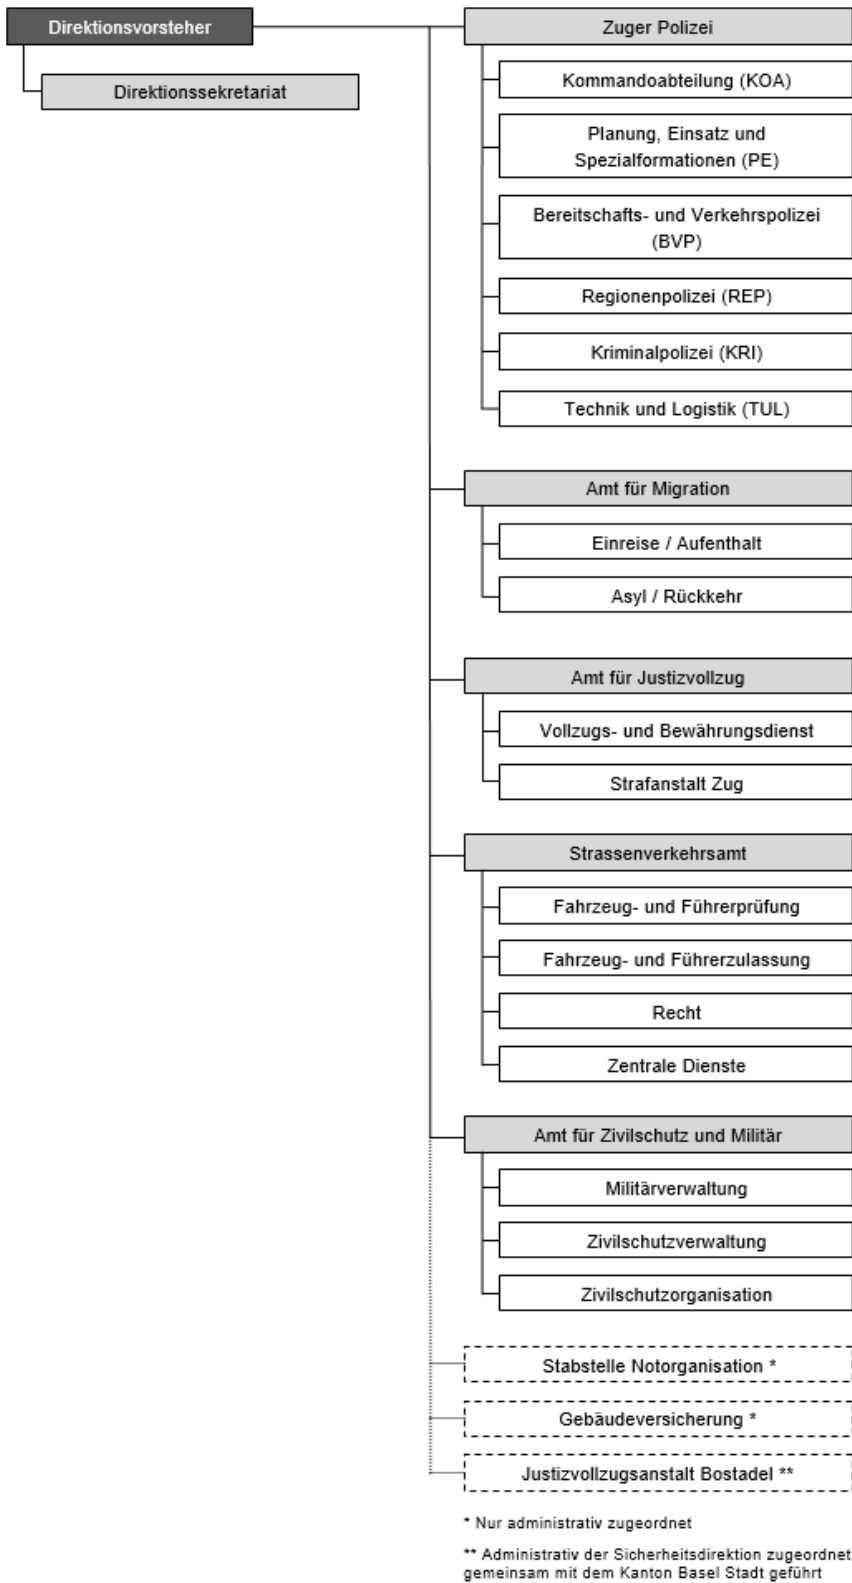 Direktionsvorsteher
Direktionssekretariat
Zuger Polizei
Kommandoabteilung (KOA)
Planung, Einsatz und
Spezialformationen (PE)
Bereitschafts- und Verkehrspolizei
(BVP)
Regionenpolizei (REP)
Kriminalpolizei (KRI)
Technik und Logistik (TUL)
Amt für Migration
Einreise / Aufenthalt
Asyl / Rückkehr
Amt für Justizvollzug
Vollzugs- und Bewährungsdienst
Strafanstalt Zug
Strassenverkehrsamt
Fahrzeug- und Führerprüfung
Fahrzeug- und Führerzulassung
Recht
Zentrale Dienste
Amt für Zivilschutz und Militär
Militärverwaltung
Zivilschutzverwaltung
Zivilschutzorganisation
Stabstelle Notorganisation *
Gebäudeversicherung *
Justizvollzugsanstalt Bostadel **
* Nur administrativ zugeordnet
** Administrativ der Sicherheitsdirektion zugeordnet
gemeinsam mit dem Kanton Basel Stadt geführt